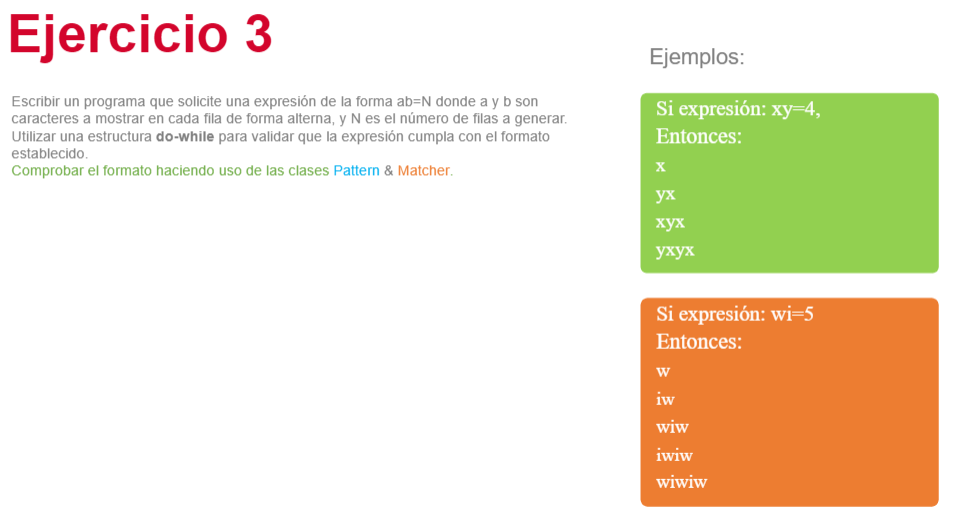 Ejercicio 3
Escribir un programa que solicite una expresión de la forma ab=N donde a y b son
caracteres a mostrar en cada fila de forma alterna, y N es el número de filas a generar.
Utilizar una estructura do-while para validar que la expresión cumpla con el formato
establecido.
Comprobar el formato haciendo uso de las clases Pattern & Matcher.
Ejemplos:
Si expresión: xy=4,
Entonces:
x
yx
xyx
yxyx
Si expresión: wi=5
Entonces:
w
iw
wiw
iwiw
wiwiw